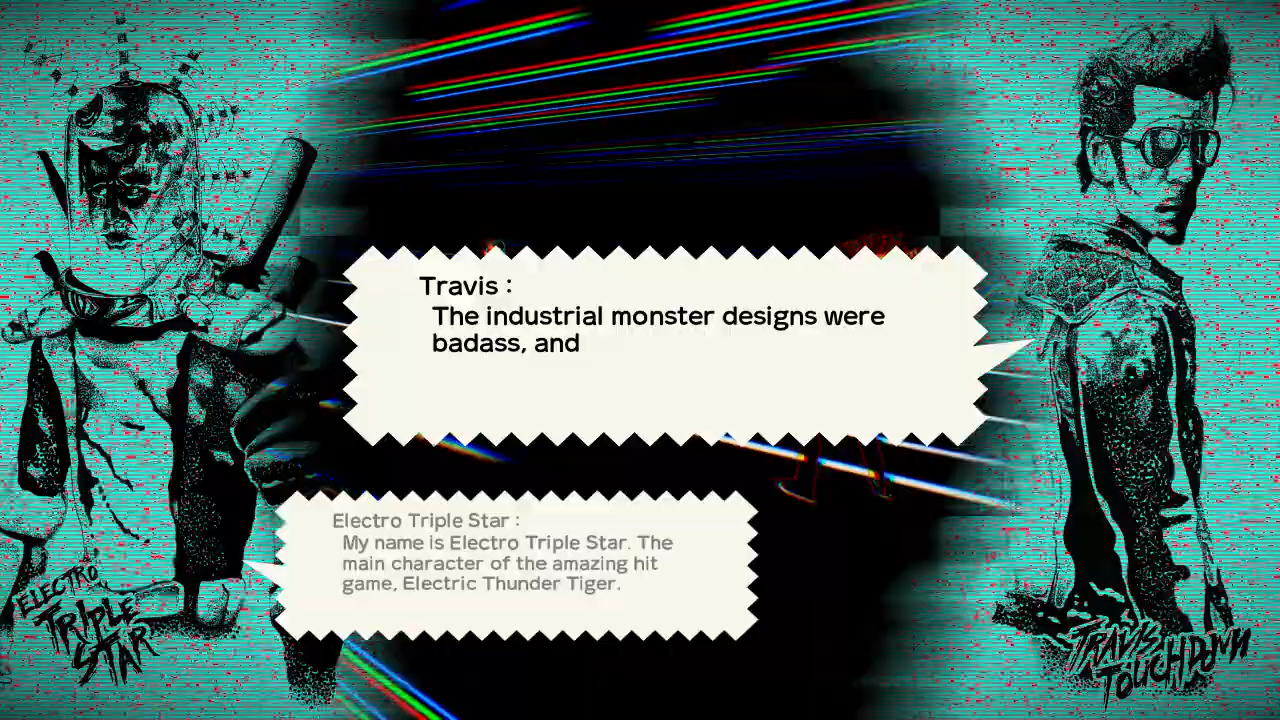 Travis :
The industrial monster designs were
badass, and
Electro Triple Star :
My name is Electro Triple Star. The
main character of the amazing hit
game, Electric Thunder Tiger.
ELECTRO
TRIPLE
STAR
TRAVIS
TOUCHDOWN